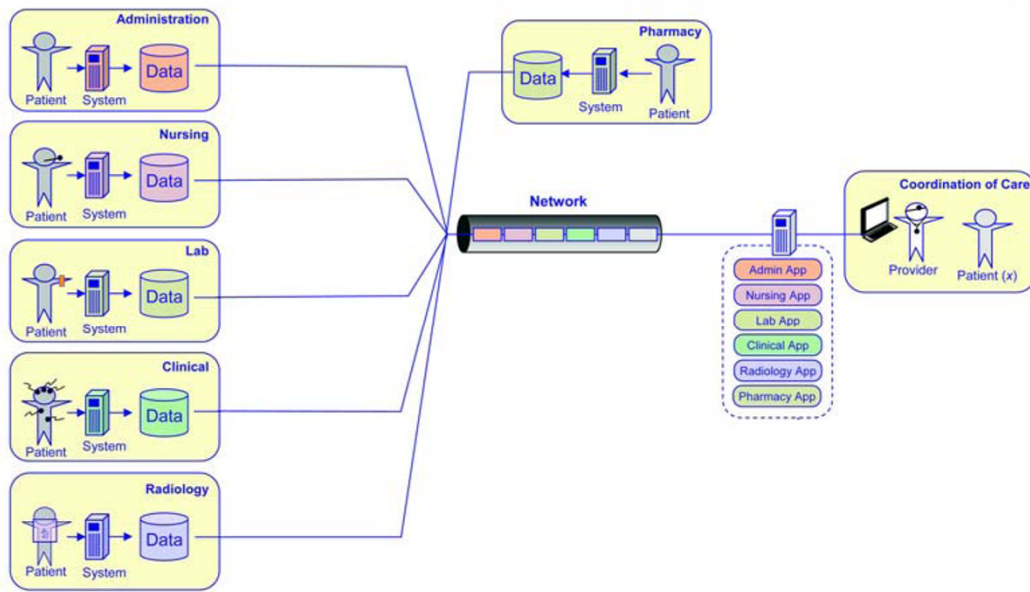 Administration
Data
Patient
System
Nursing
Data
Patient
System
Lab
Data
Patient
System
Clinical
Data
Patient
System
Radiology
Data
Patient
System
Pharmacy
Data
System
Patient
Network
Coordination of Care
Provider
Patient (x)
Admin App
Nursing App
Lab App
Clinical App
Radiology App
Pharmacy App